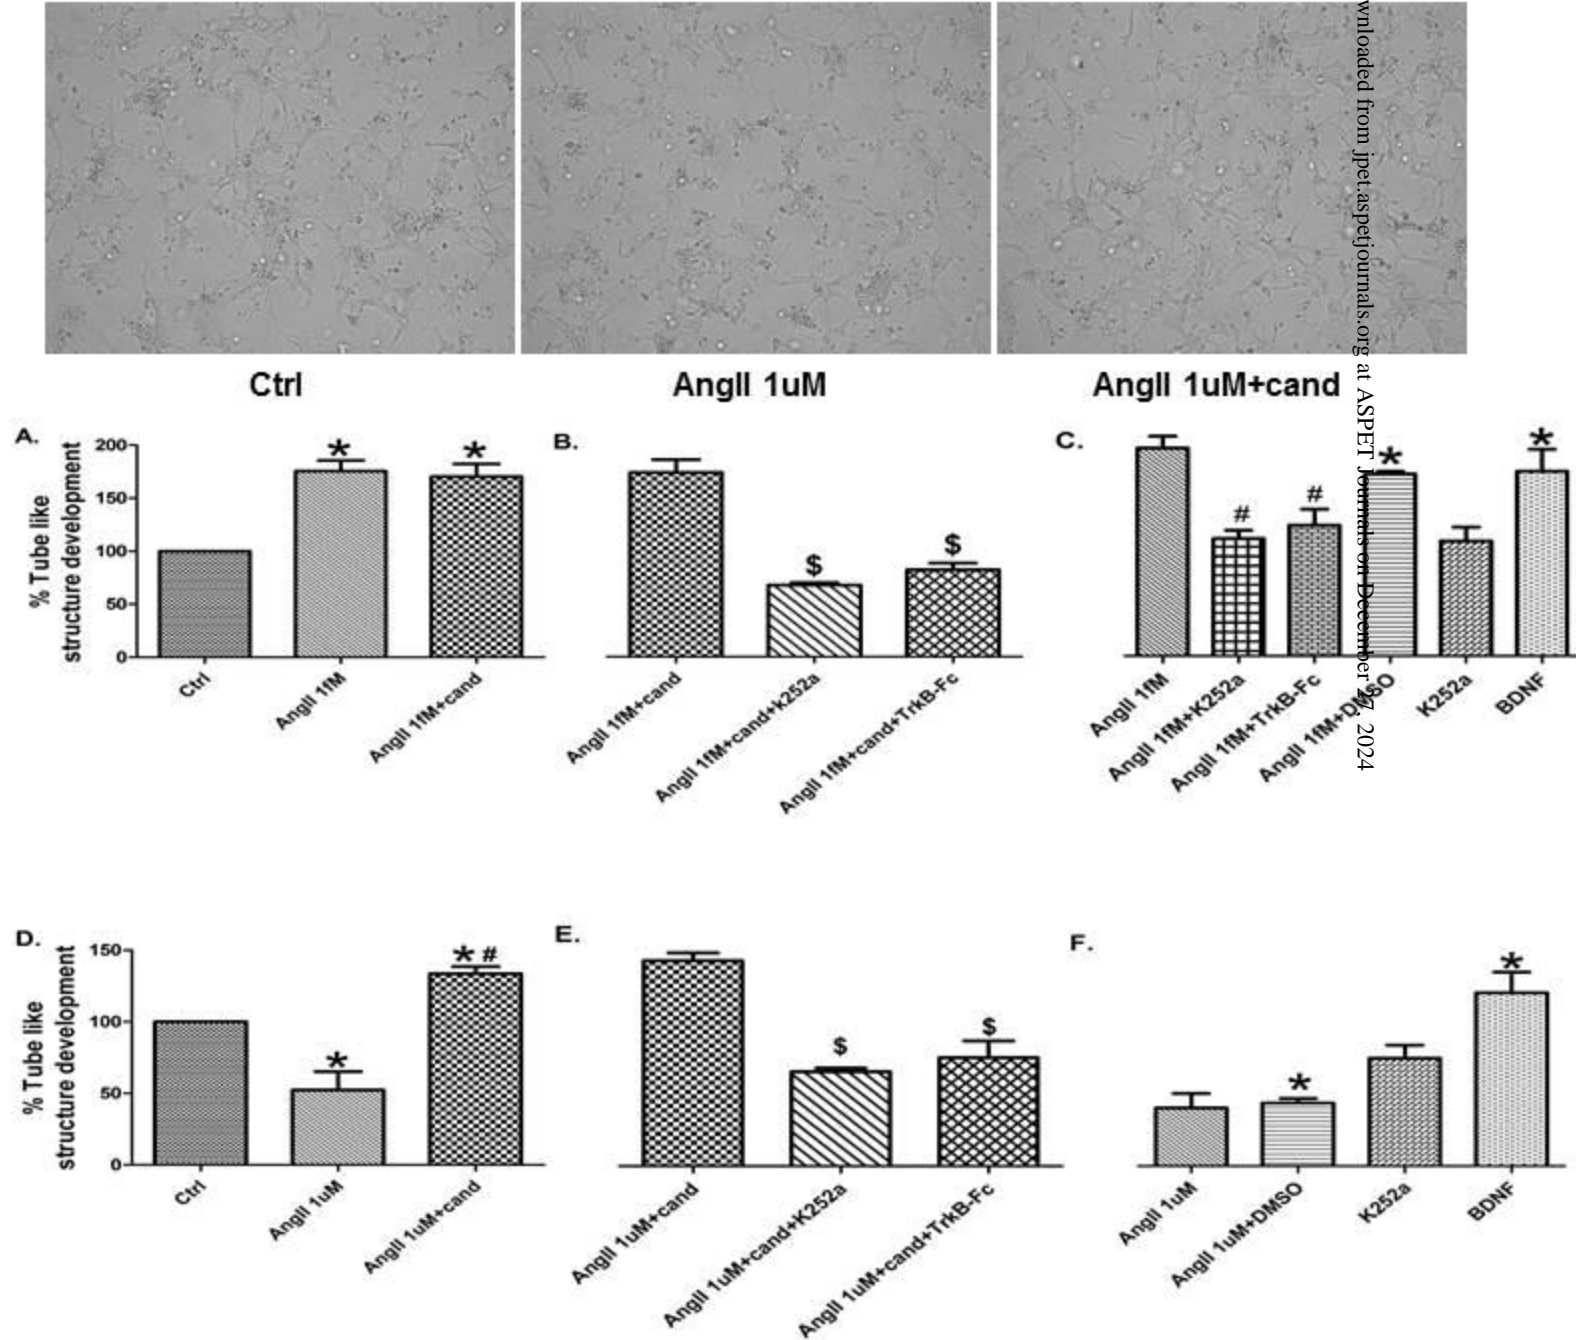 Ctrl
AngII 1uM
AngII 1uM+cand
wnloaded from jpet.aspetjournals.org at ASPET Journals on December 27, 2024
A.
% Tube like
structure development
200
150
100
50
0
*
*
Ctrl
AngII 1fM
AngII 1fM+cand
B.
$
$
AngII 1fM+cand
AngII 1fM+cand+k252a
AngII 1fM+cand+TrkB-Fc
C.
#
#
*
*
AngII 1fM
AngII 1fM+K252a
AngII 1fM+TrkB-Fc
AngII 1fM+DMSO
K252a
BDNF
D.
% Tube like
structure development
150
100
50
0
*
* #
Ctrl
AngII 1uM
AngII 1uM+cand
E.
$
$
AngII 1uM+cand
AngII 1uM+cand+K252a
AngII 1uM+cand+TrkB-Fc
F.
*
*
AngII 1uM
AngII 1uM+DMSO
K252a
BDNF